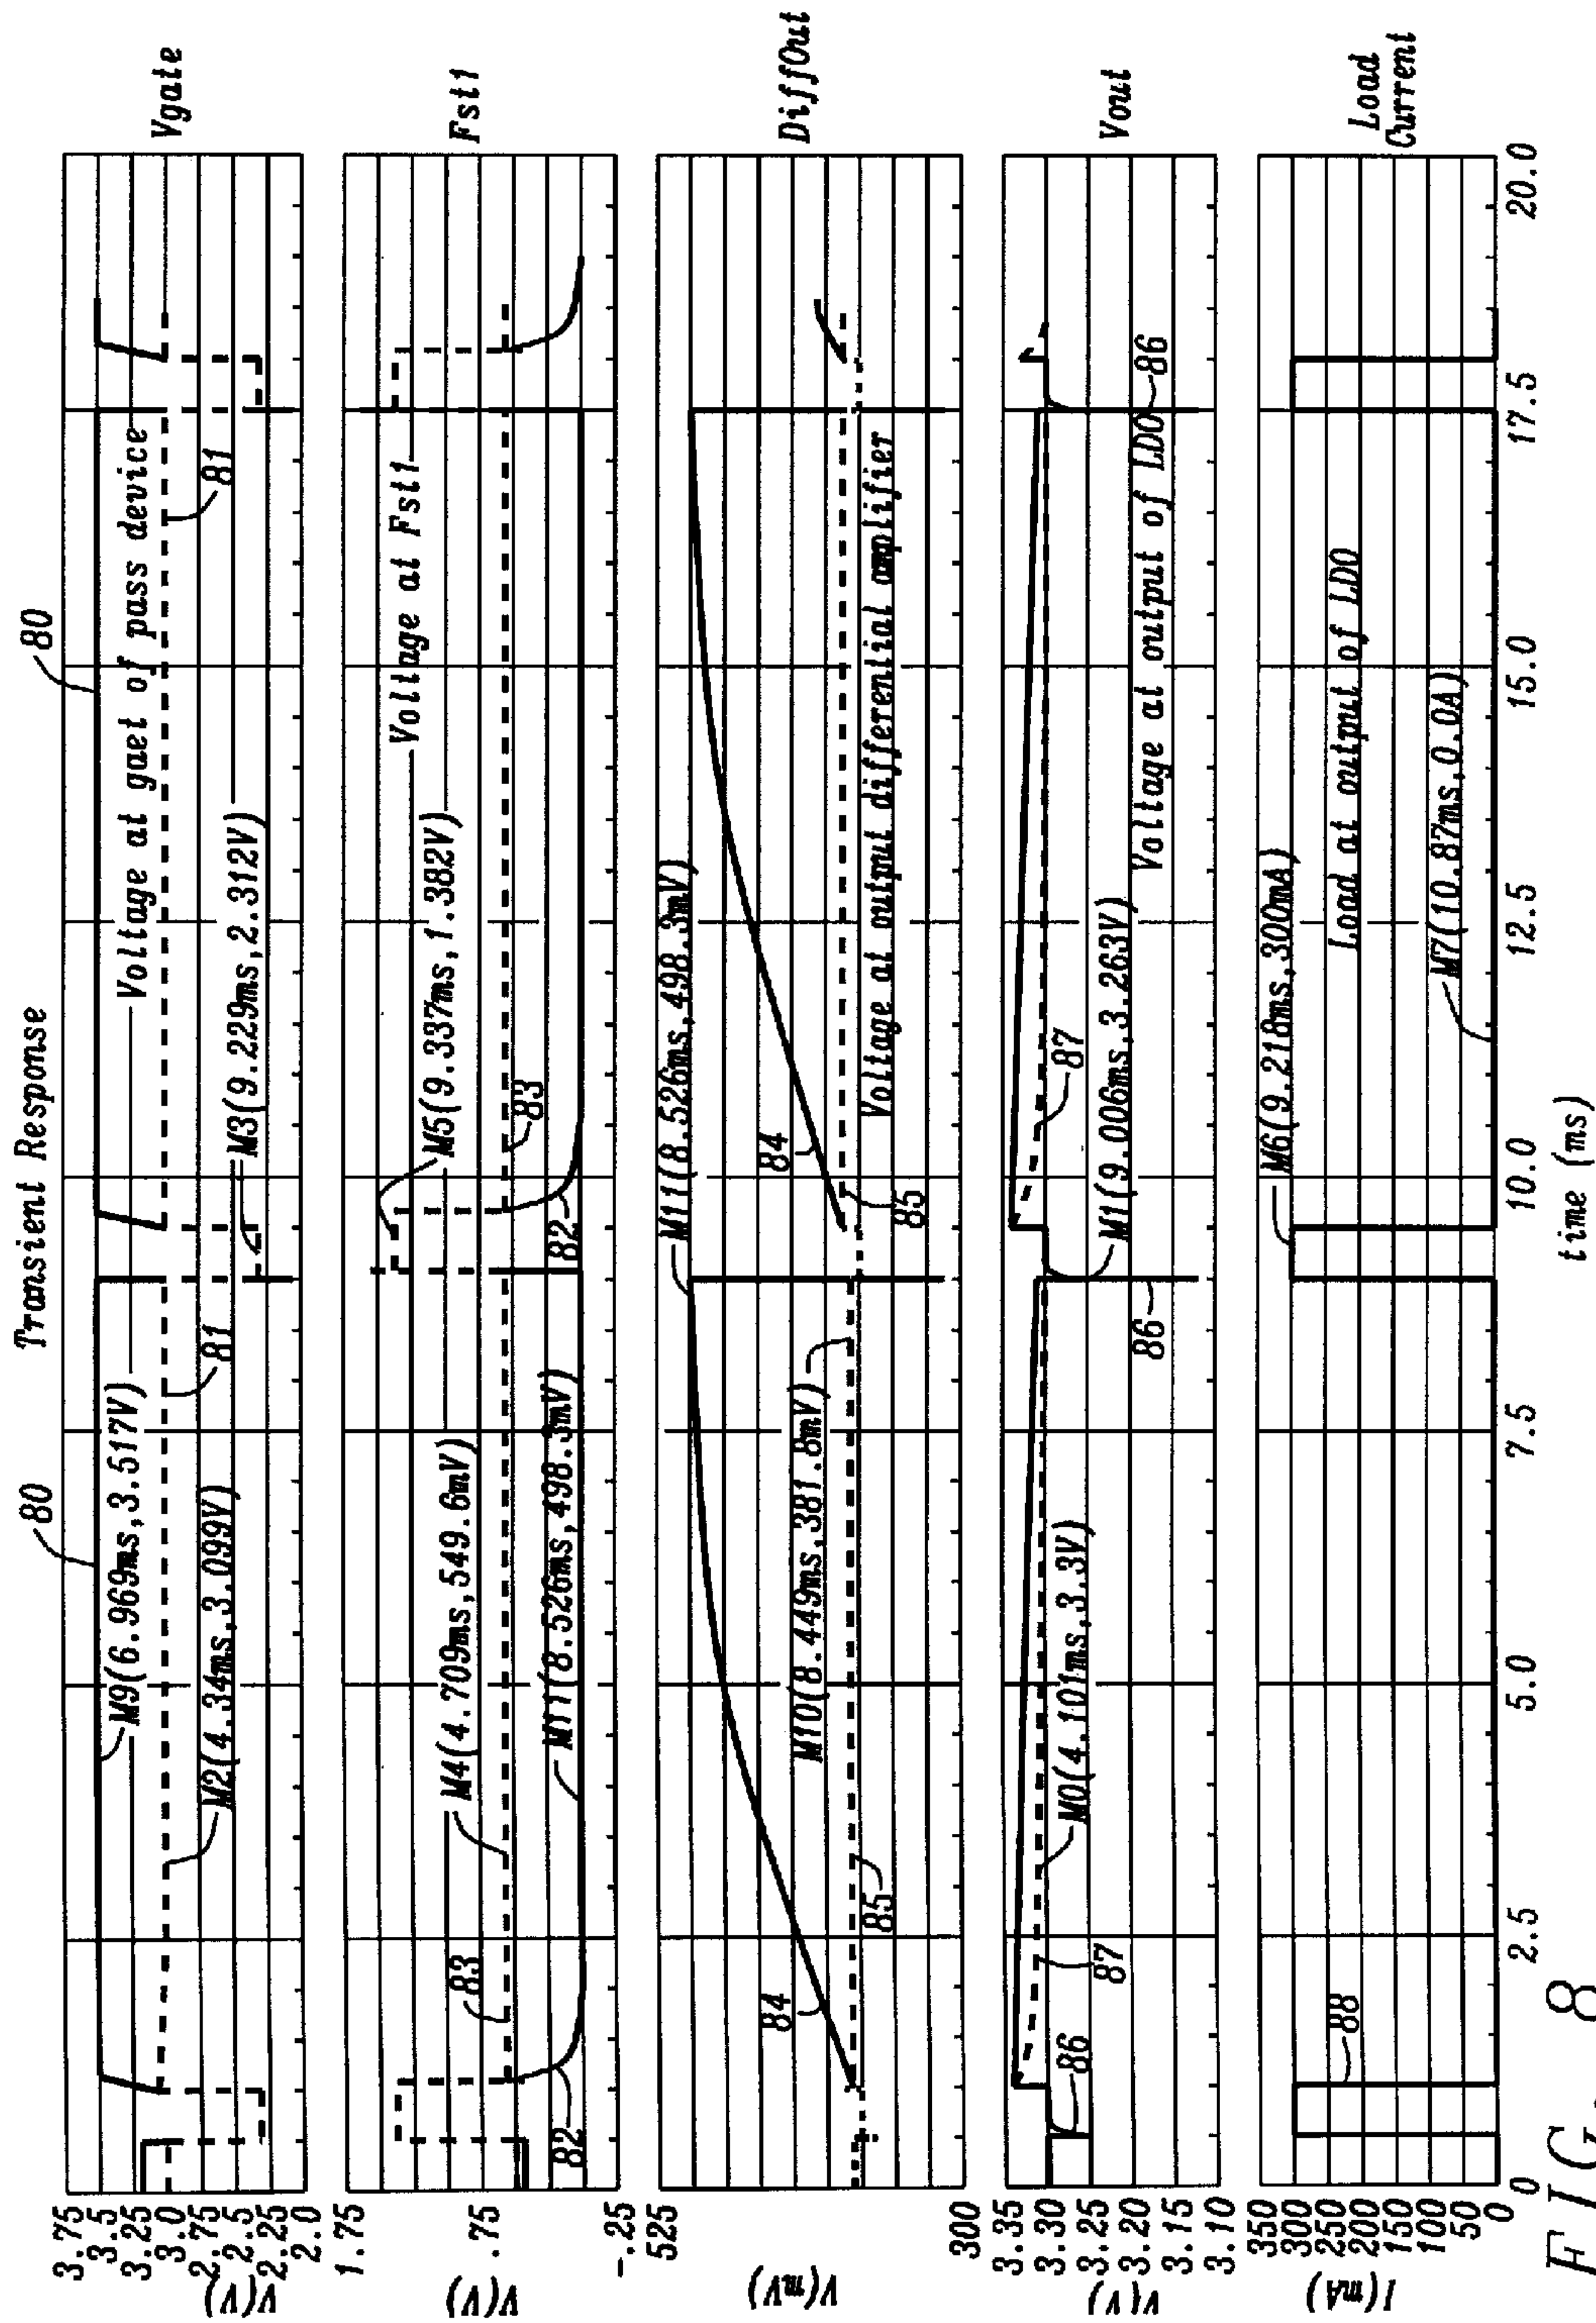 Transient Response
80
80
M9(6.969ms,3.517V)
Voltage at gaet of pass device
Vgate
81
81
M2(4.34ms,3.099V)
M3(9.229ms,2.312V)
3.75
3.5
3.25
3.0
2.75
2.5
2.25
2.0
V(V)
Voltage at Fst1
Fst1
M5(9.337ms,1.382V)
M4(4.709ms,549.6mV)
83
83
82
82
M11(8.526ms,498.3mV)
1.75
.75
-.25
V(V)
M11(8.526ms,498.3mV)
DiffOut
84
84
M10(8.449ms,381.8mV)
85
85
Voltage at output differential amplifier
525
300
V(mV)
Vout
87
87
86
86
86
M0(4.101ms,3.3V)
M1(9.006ms,3.263V)
Voltage at output of LDO
3.35
3.30
3.25
3.20
3.15
3.10
V(V)
M6(9.218ms,300mA)
Load at output of LDO
Load
Current
88
M7(10.87ms,0.0A)
350
300
250
200
150
100
50
0
I(mA)
0
2.5
5.0
7.5
10.0
12.5
15.0
17.5
20.0
time (ms)
FIG. 8